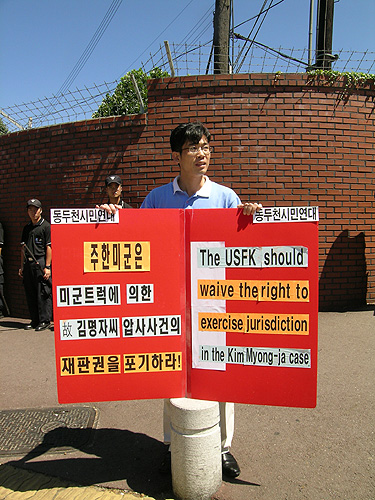 동두천시민연대
주한미군은
미군트럭에 의한
故 김명자씨 압사사건의
재판권을 포기하라!
동두천시민연대
The USFK should
waive the right to
exercise jurisdiction
in the Kim Myong-ja case